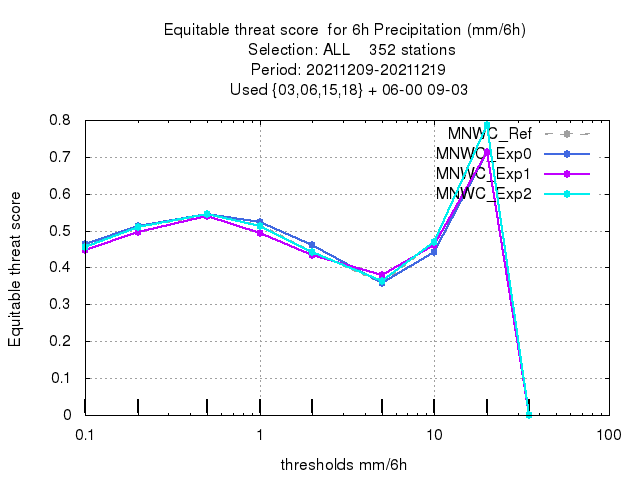 Equitable threat score  for 6h Precipitation (mm/6h)
Selection: ALL    352 stations
Period: 20211209-20211219
Used {03,06,15,18} + 06-00 09-03
0.8
0.7
0.6
0.5
0.4
0.3
0.2
0.1
0
Equitable threat score
MNWC_Ref
MNWC_Exp0
MNWC_Exp1
MNWC_Exp2
0.1 1 10 100
thresholds mm/6h